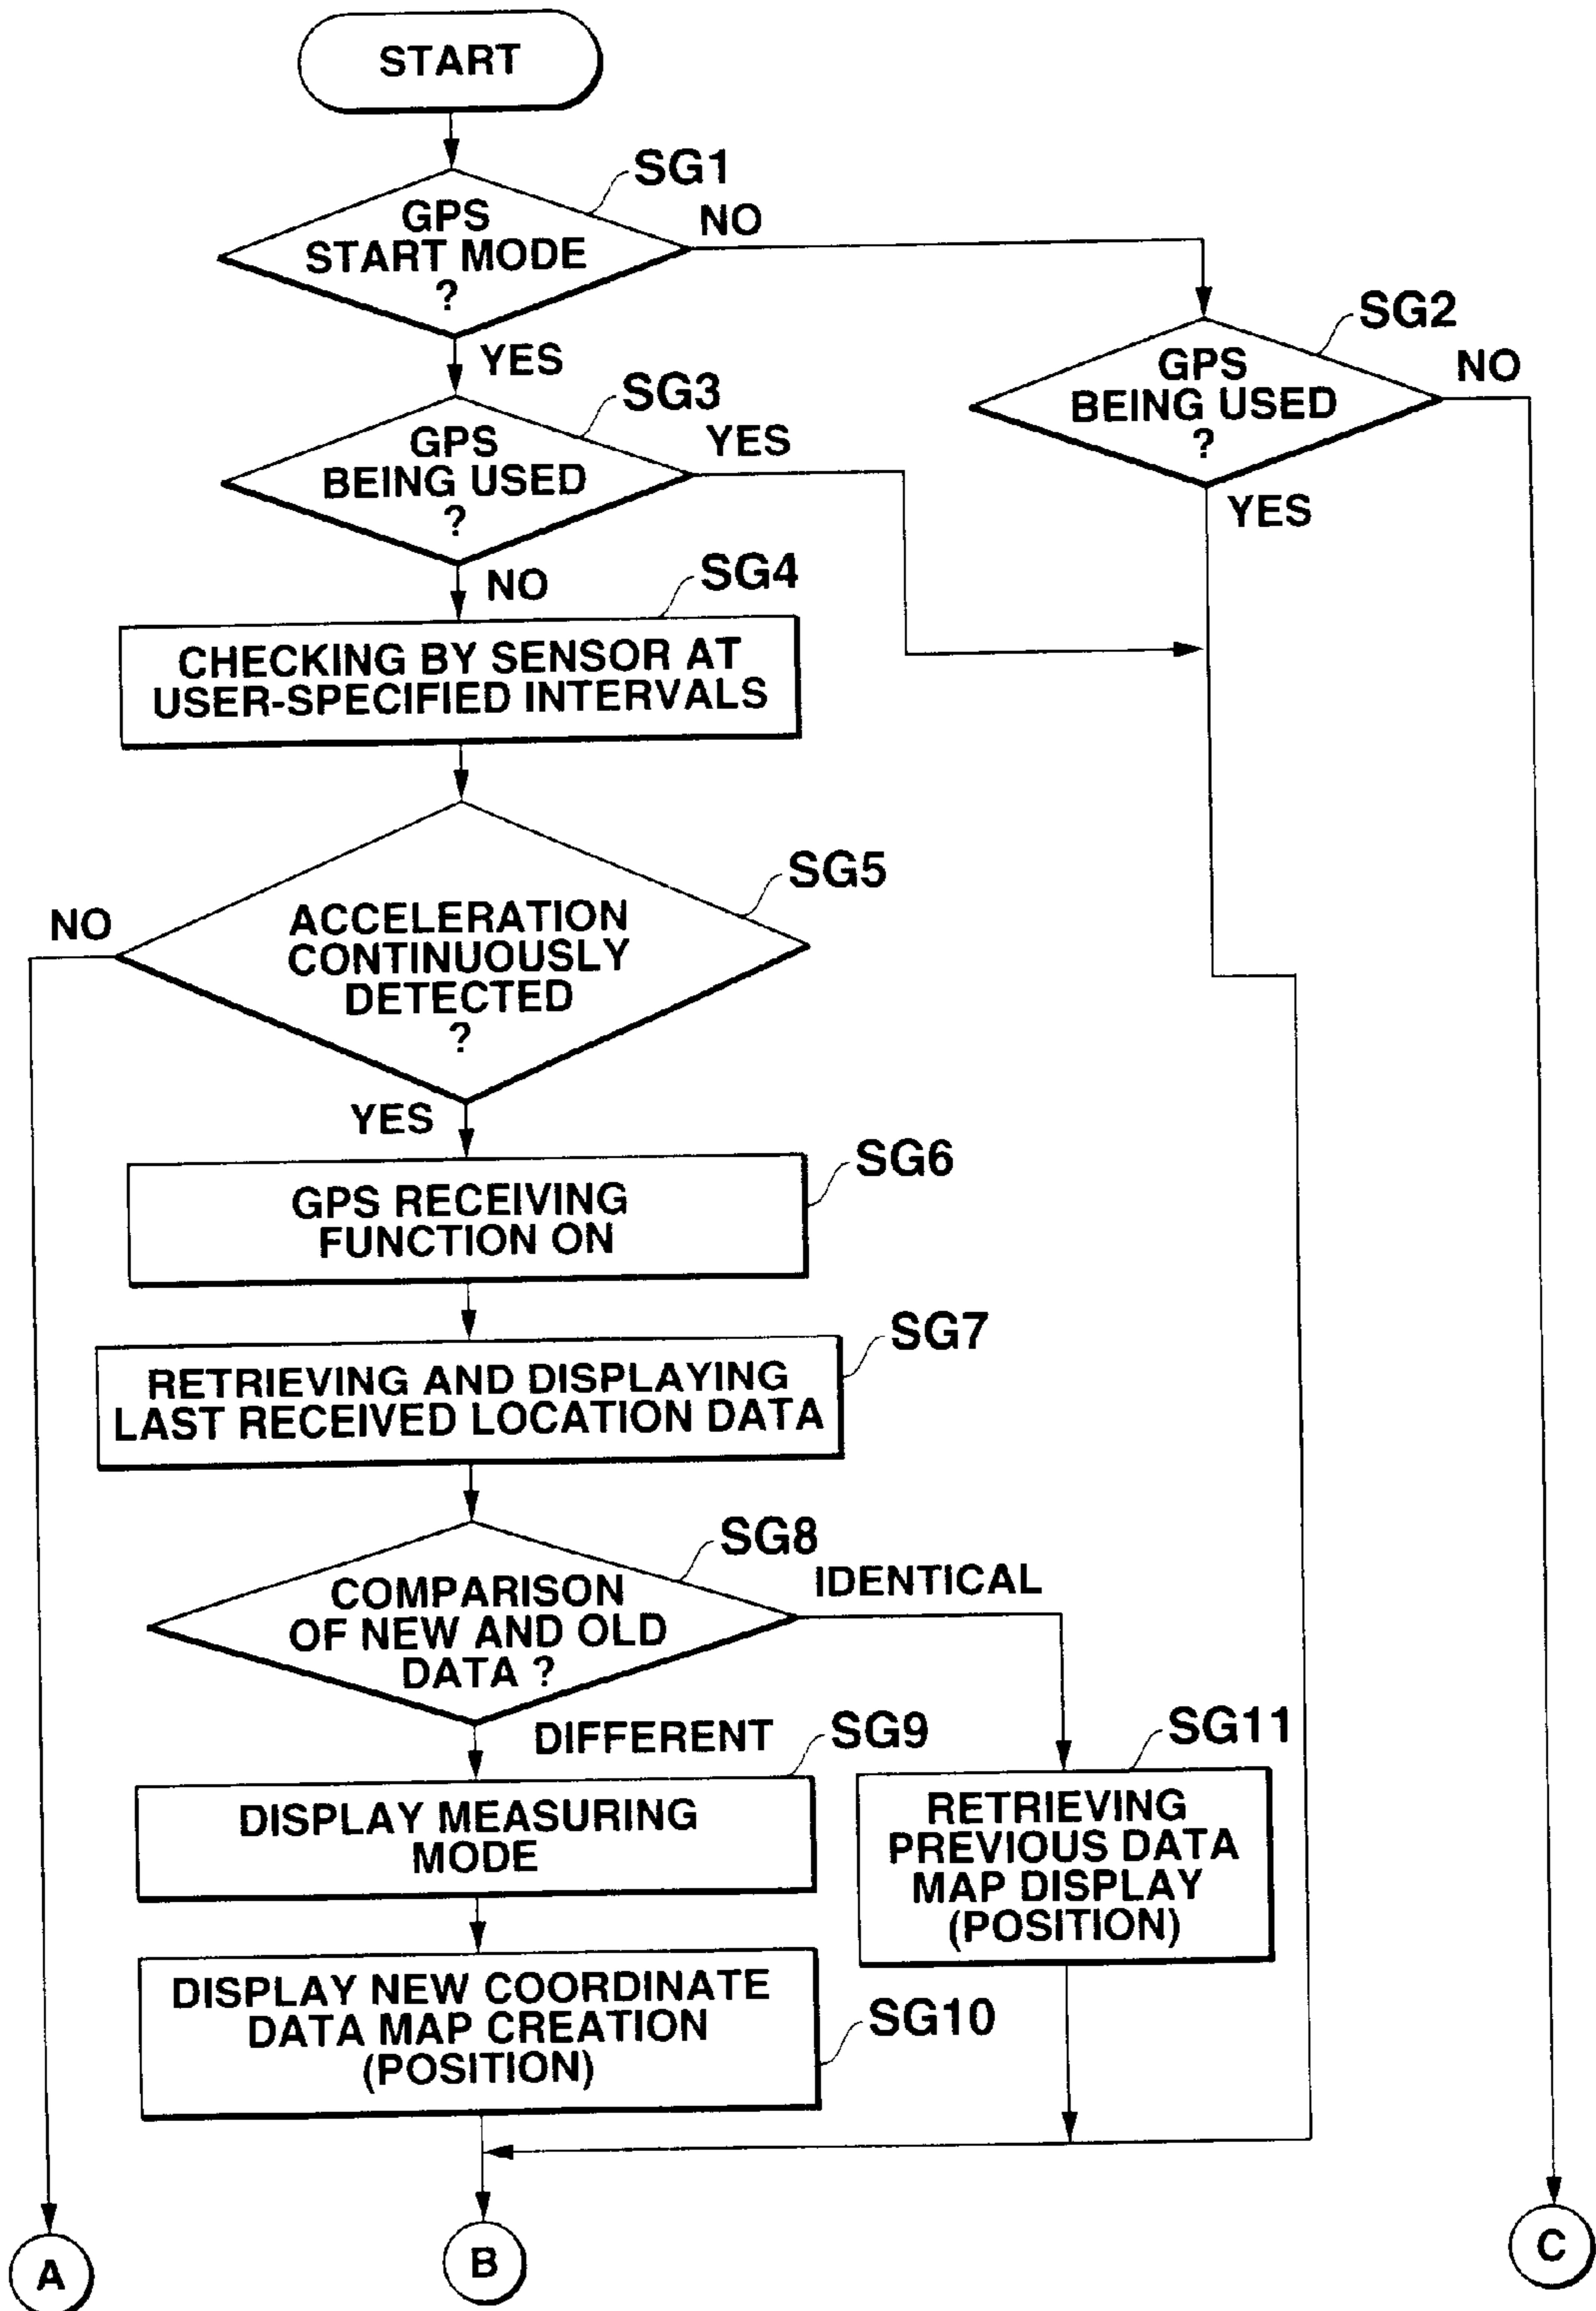 START
SG1
GPS
START MODE
?
NO
YES
SG2
GPS
BEING USED
?
NO
YES
SG3
GPS
BEING USED
?
YES
NO
SG4
CHECKING BY SENSOR AT
USER-SPECIFIED INTERVALS
SG5
ACCELERATION
CONTINUOUSLY
DETECTED
?
NO
YES
SG6
GPS RECEIVING
FUNCTION ON
SG7
RETRIEVING AND DISPLAYING
LAST RECEIVED LOCATION DATA
SG8
COMPARISON
OF NEW AND OLD
DATA ?
IDENTICAL
DIFFERENT
SG9
DISPLAY MEASURING
MODE
SG11
RETRIEVING
PREVIOUS DATA
MAP DISPLAY
(POSITION)
DISPLAY NEW COORDINATE
DATA MAP CREATION
(POSITION)
SG10
A
B
C